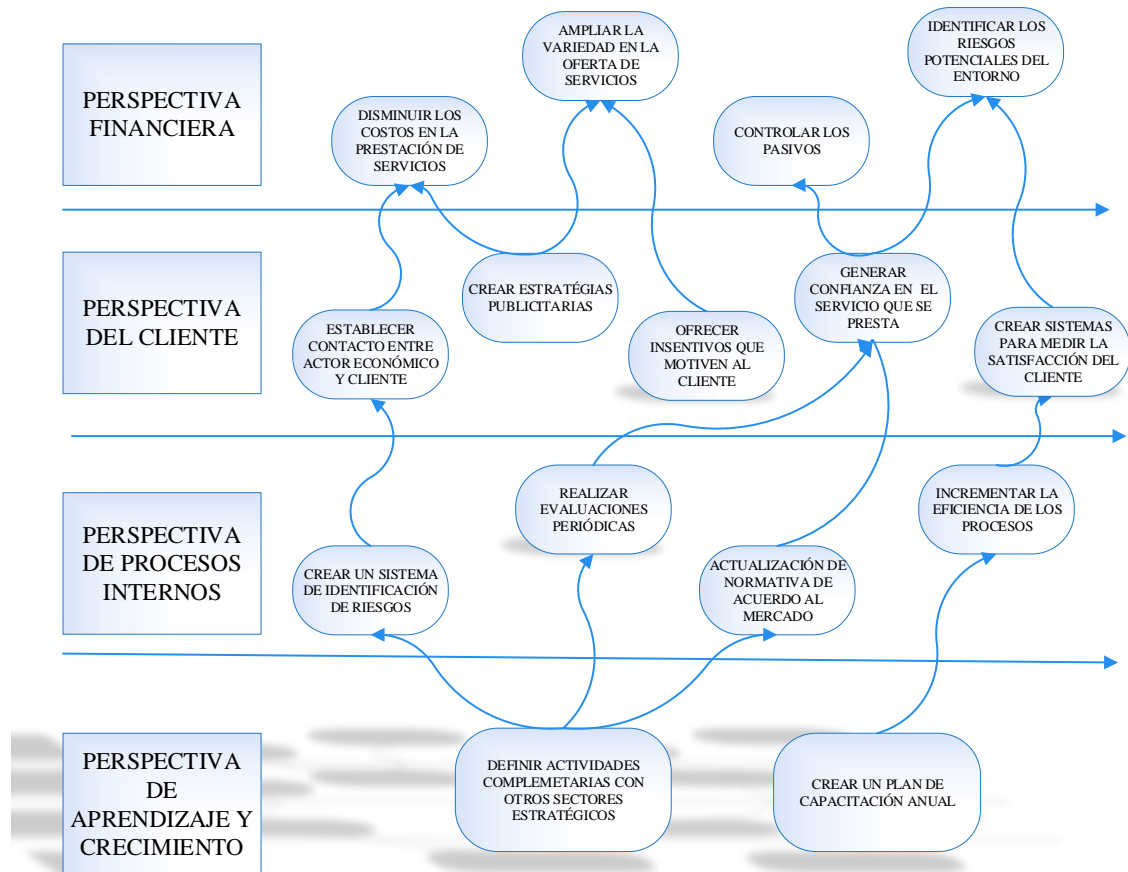 PERSPECTIVA
FINANCIERA
DISMINUIR LOS
COSTOS EN LA
PRESTACIÓN DE
SERVICIOS
AMPLIAR LA
VARIEDAD EN LA
OFERTA DE
SERVICIOS
CONTROLAR LOS
PASIVOS
IDENTIFICAR LOS
RIESGOS
POTENCIALES DEL
ENTORNO
PERSPECTIVA
DEL CLIENTE
ESTABLECER
CONTACTO ENTRE
ACTOR ECONÓMICO
Y CLIENTE
CREAR ESTRATÉGIAS
PUBLICITARIAS
OFRECER
INSENTIVOS QUE
MOTIVEN AL
CLIENTE
GENERAR
CONFIANZA EN EL
SERVICIO QUE SE
PRESTA
CREAR SISTEMAS
PARA MEDIR LA
SATISFACCIÓN DEL
CLIENTE
PERSPECTIVA
DE PROCESOS
INTERNOS
CREAR UN SISTEMA
DE IDENTIFICACIÓN
DE RIESGOS
REALIZAR
EVALUACIONES
PERIÓDICAS
ACTUALIZACIÓN DE
NORMATIVA DE
ACUERDO AL
MERCADO
INCREMENTAR LA
EFICIENCIA DE LOS
PROCESOS
PERSPECTIVA
DE
APRENDIZAJE Y
CRECIMIENTO
DEFINIR ACTIVIDADES
COMPLEMETARIAS CON
OTROS SECTORES
ESTRATÉGICOS
CREAR UN PLAN DE
CAPACITACIÓN ANUAL